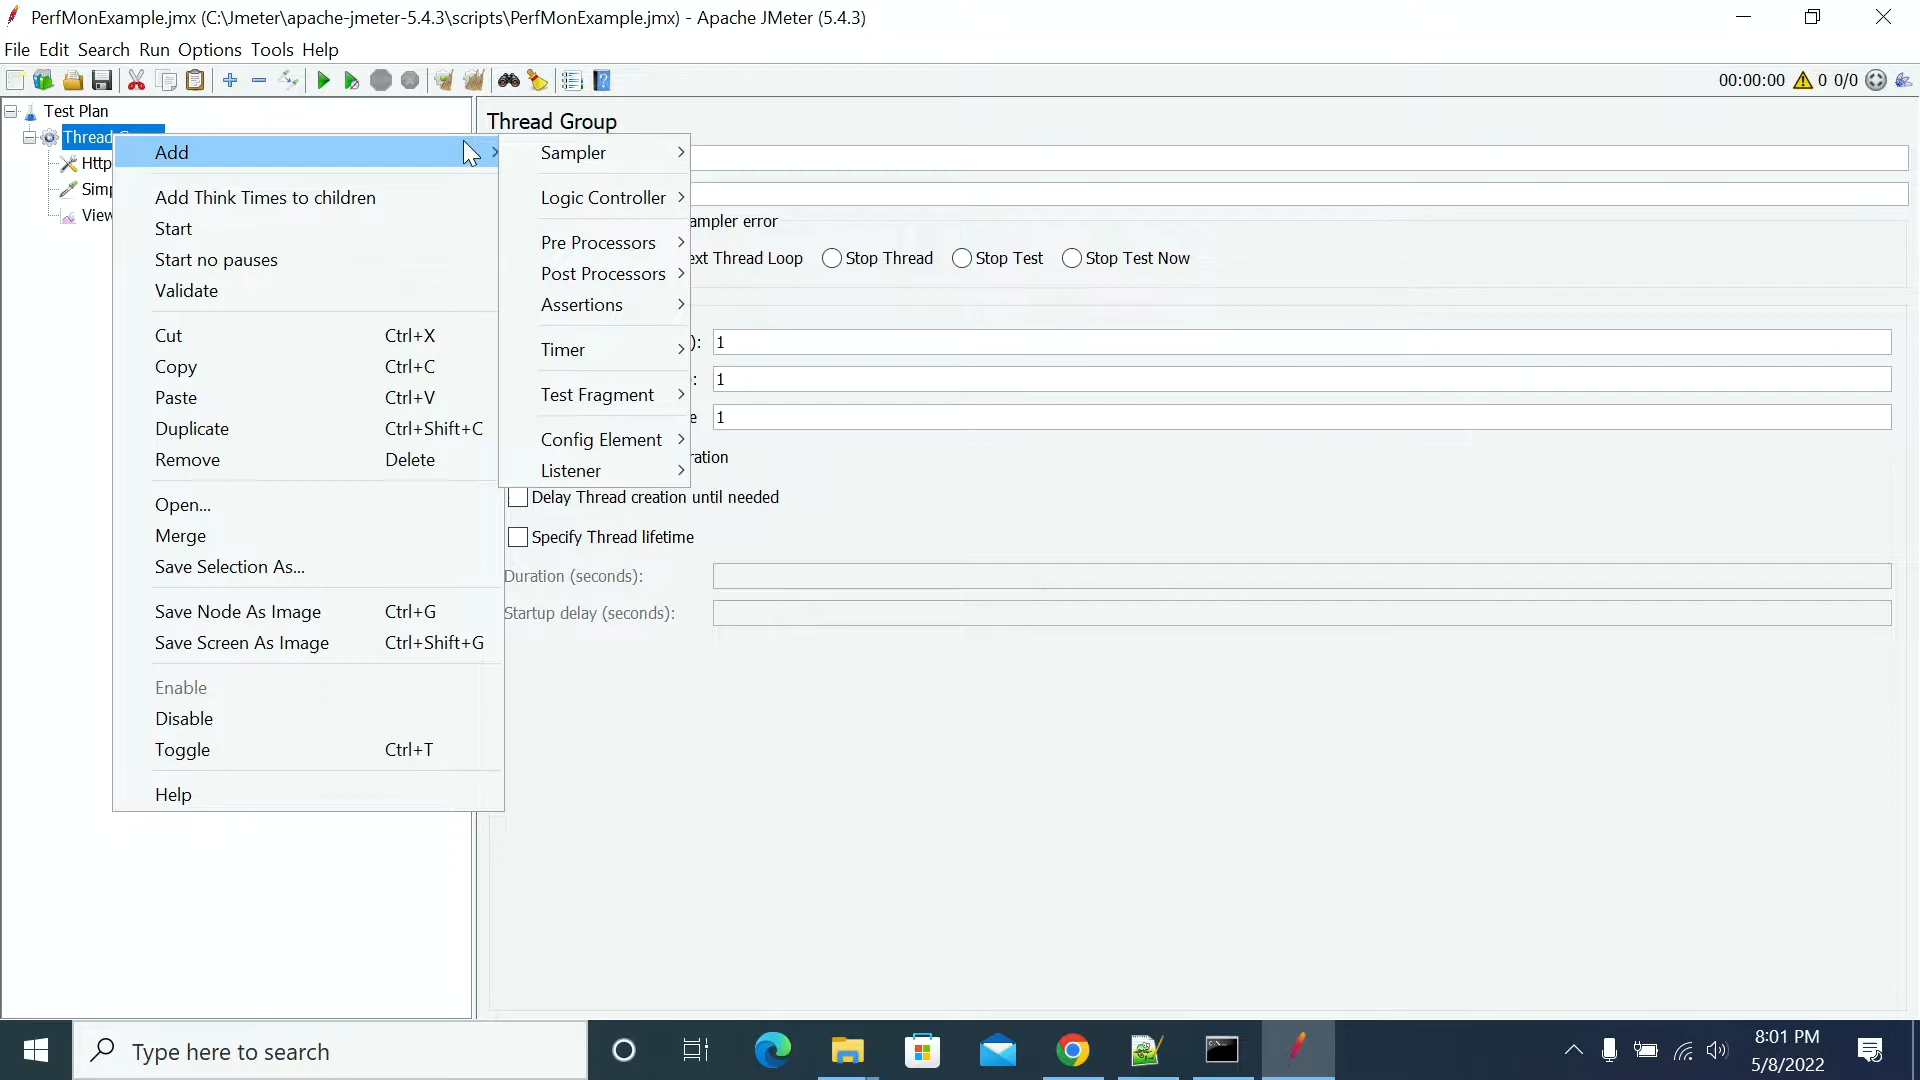 PerfMonExample.jmx (C:\Jmeter\apache-jmeter-5.4.3\scripts\PerfMonExample.jmx) - Apache JMeter (5.4.3)
File Edit Search Run Options Tools Help
00:00:00 0 0/0
Test Plan
Thread
Http
Simp
View
Add
Add Think Times to children
Start
Start no pauses
Validate
Cut Ctrl+X
Copy Ctrl+C
Paste Ctrl+V
Duplicate Ctrl+Shift+C
Remove Delete
Open...
Merge
Save Selection As...
Save Node As Image Ctrl+G
Save Screen As Image Ctrl+Shift+G
Enable
Disable
Toggle Ctrl+T
Help
Sampler
Logic Controller
Pre Processors
Post Processors
Assertions
Timer
Test Fragment
Config Element
Listener
Thread Group
ampler error
ext Thread Loop Stop Thread Stop Test Stop Test Now
): 1
: 1
e 1
ration
Delay Thread creation until needed
Specify Thread lifetime
Duration (seconds):
Startup delay (seconds):
Type here to search
8:01 PM
5/8/2022